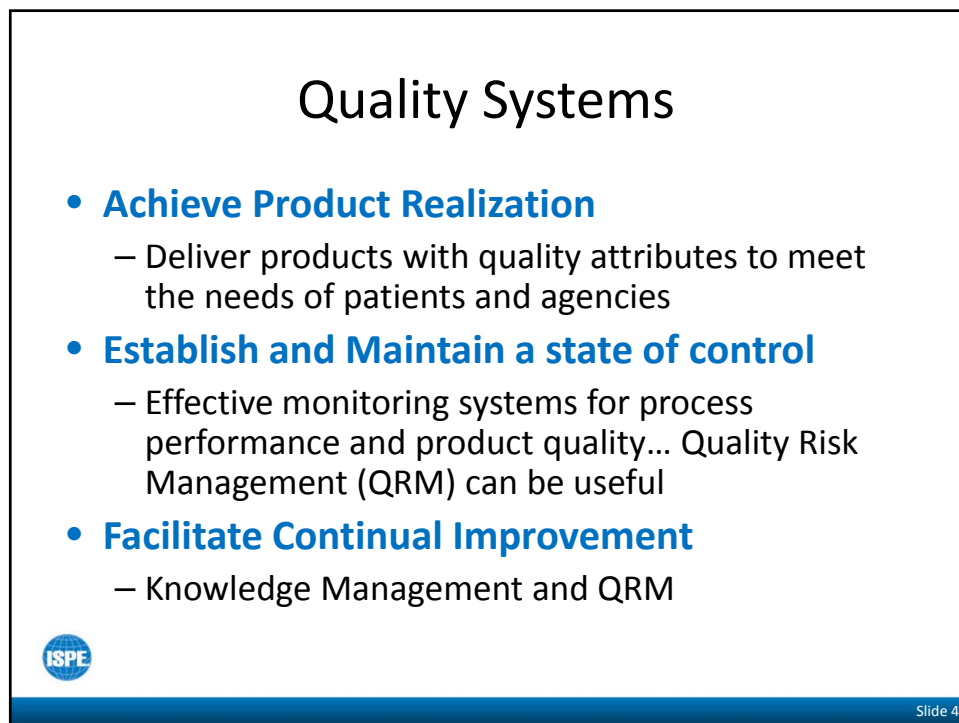 Quality Systems
• Achieve Product Realization
– Deliver products with quality attributes to meet
the needs of patients and agencies
• Establish and Maintain a state of control
– Effective monitoring systems for process
performance and product quality… Quality Risk
Management (QRM) can be useful
• Facilitate Continual Improvement
– Knowledge Management and QRM
ISPE
Slide 4